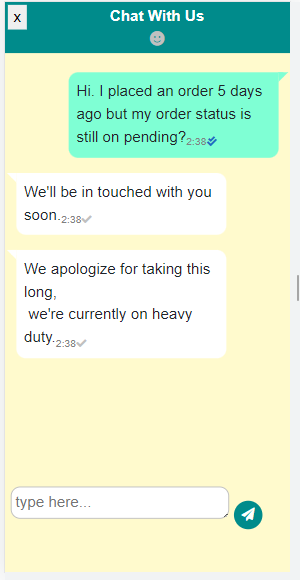 x
Chat With Us
Hi. I placed an order 5 days
ago but my order status is
still on pending?2:38
We'll be in touched with you
soon.2:38
We apologize for taking this
long,
we're currently on heavy
duty.2:38
type here...